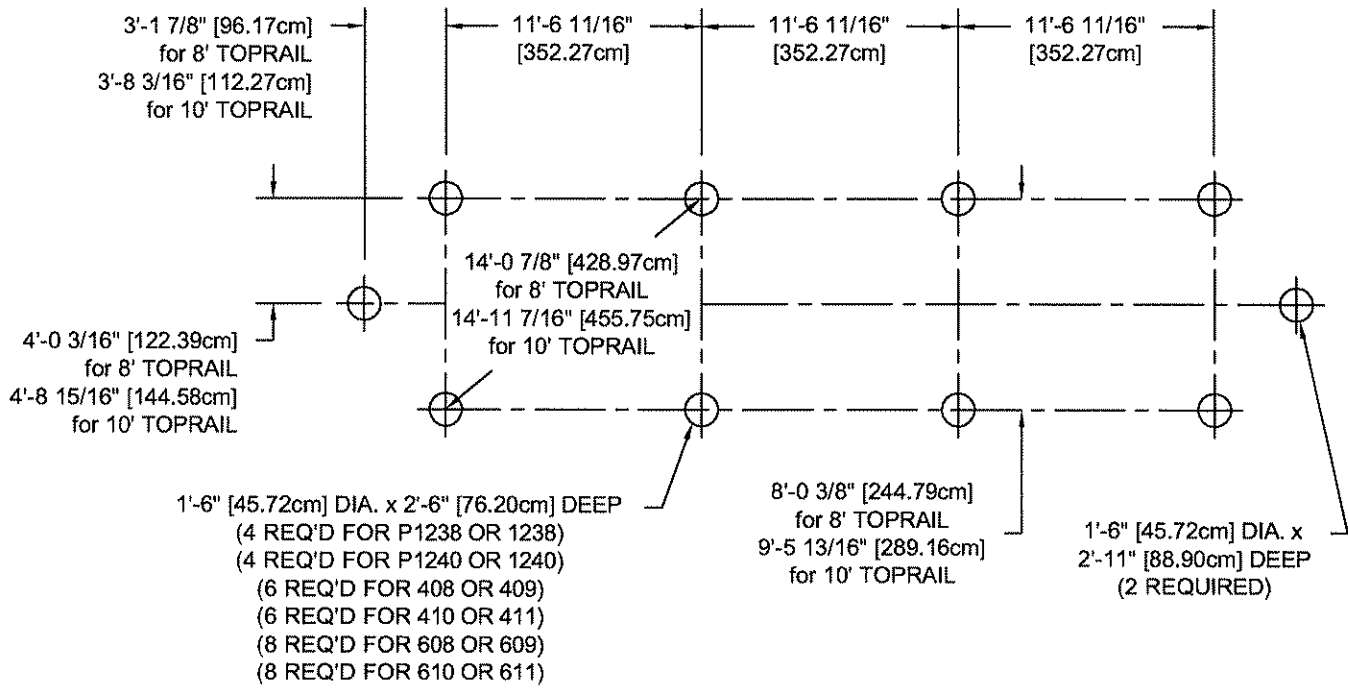 3'-1 7/8" [96.17cm]
for 8' TOPRAIL
3'-8 3/16" [112.27cm]
for 10' TOPRAIL
11'-6 11/16"
[352.27cm]
11'-6 11/16"
[352.27cm]
11'-6 11/16"
[352.27cm]
14'-0 7/8" [428.97cm]
for 8' TOPRAIL
14'-11 7/16" [455.75cm]
for 10' TOPRAIL
4'-0 3/16" [122.39cm]
for 8' TOPRAIL
4'-8 15/16" [144.58cm]
for 10' TOPRAIL
1'-6" [45.72cm] DIA. x 2'-6" [76.20cm] DEEP
(4 REQ'D FOR P1238 OR 1238)
(4 REQ'D FOR P1240 OR 1240)
(6 REQ'D FOR 408 OR 409)
(6 REQ'D FOR 410 OR 411)
(8 REQ'D FOR 608 OR 609)
(8 REQ'D FOR 610 OR 611)
8'-0 3/8" [244.79cm]
for 8' TOPRAIL
9'-5 13/16" [289.16cm]
for 10' TOPRAIL
1'-6" [45.72cm] DIA. x
2'-11" [88.90cm] DEEP
(2 REQUIRED)